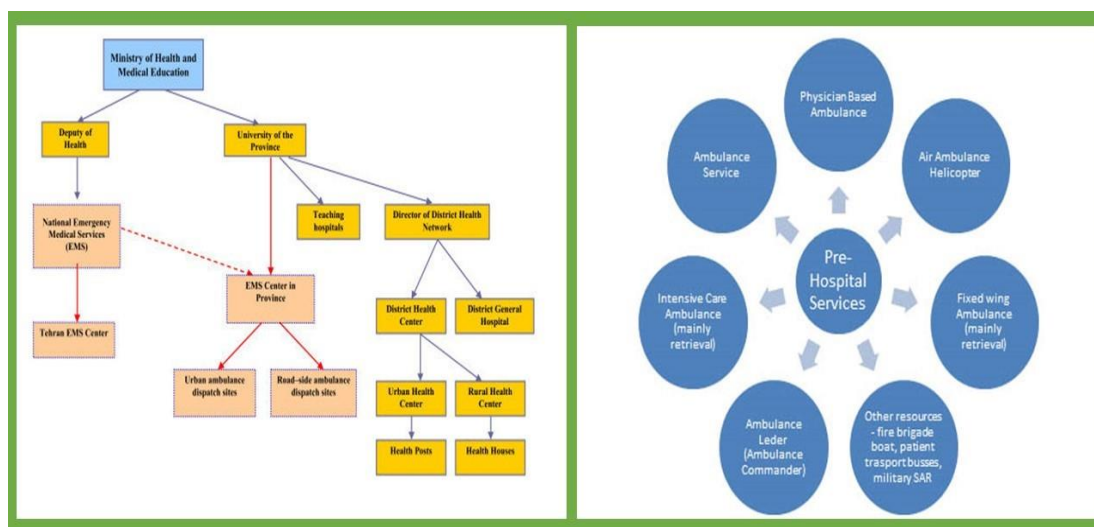 Ministry of Health and
Medical Education
Deputy of
Health
University of the
Province
National Emergency
Medical Services
(EMS)
Teaching
hospitals
Director of District Health
Network
EMS Center in
Province
Tehran EMS Center
District Health
Center
District General
Hospital
Urban ambulance
dispatch sites
Road-side ambulance
dispatch sites
Urban Health
Center
Rural Health
Center
Health Posts
Health Houses
Physician Based
Ambulance
Ambulance
Service
Air Ambulance
Helicopter
Pre-
Hospital
Services
Intensive Care
Ambulance
(mainly
retrieval)
Fixed wing
Ambulance
(mainly
retrieval)
Ambulance
Leder
(Ambulance
Commander)
Other resources
- fire brigade
boat, patient
trasport busses,
military SAR